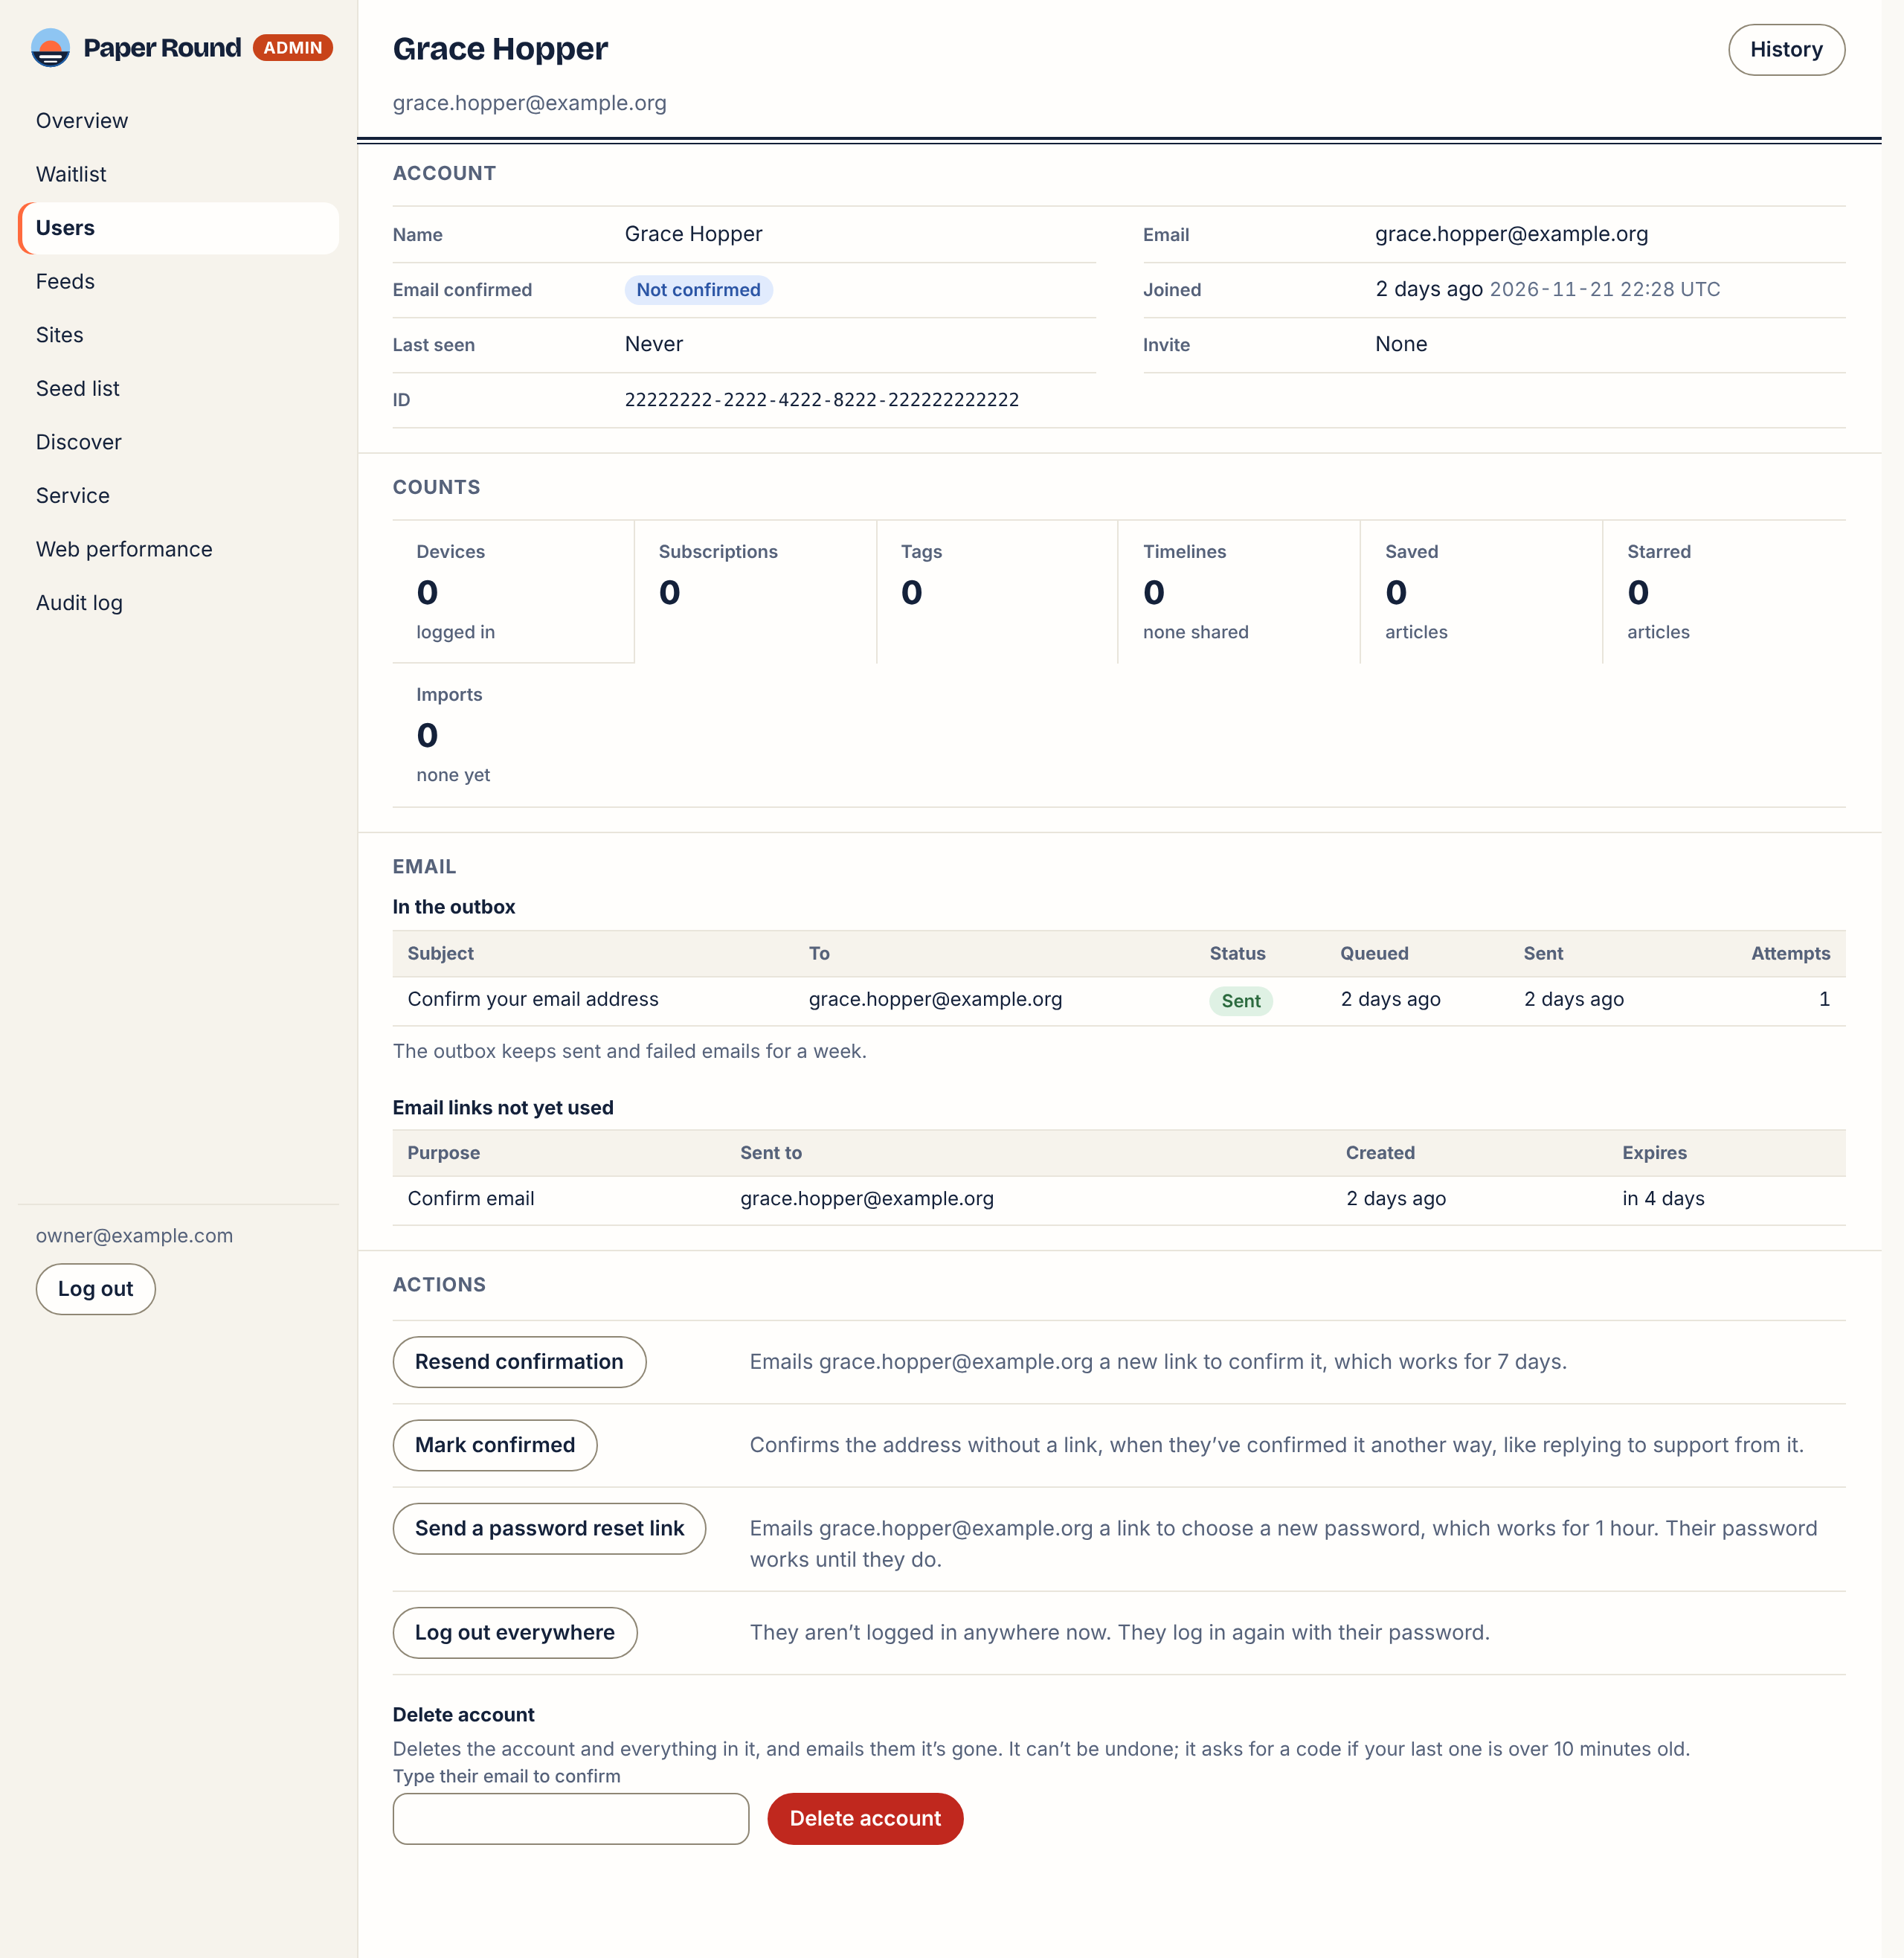 Paper Round ADMIN
Overview
Waitlist
Users
Feeds
Sites
Seed list
Discover
Service
Web performance
Audit log
owner@example.com
Log out
Grace Hopper
History
grace.hopper@example.org
ACCOUNT
Name Grace Hopper Email grace.hopper@example.org
Email confirmed Not confirmed Joined 2 days ago 2026-11-21 22:28 UTC
Last seen Never Invite None
ID 22222222-2222-4222-8222-222222222222
COUNTS
Devices Subscriptions Tags Timelines Saved Starred
0 0 0 0 0 0
logged in none shared articles articles
Imports
0
none yet
EMAIL
In the outbox
Subject To Status Queued Sent Attempts
Confirm your email address grace.hopper@example.org Sent 2 days ago 2 days ago 1
The outbox keeps sent and failed emails for a week.
Email links not yet used
Purpose Sent to Created Expires
Confirm email grace.hopper@example.org 2 days ago in 4 days
ACTIONS
Resend confirmation Emails grace.hopper@example.org a new link to confirm it, which works for 7 days.
Mark confirmed Confirms the address without a link, when they’ve confirmed it another way, like replying to support from it.
Send a password reset link Emails grace.hopper@example.org a link to choose a new password, which works for 1 hour. Their password
works until they do.
Log out everywhere They aren’t logged in anywhere now. They log in again with their password.
Delete account
Deletes the account and everything in it, and emails them it’s gone. It can’t be undone; it asks for a code if your last one is over 10 minutes old.
Type their email to confirm
Delete account